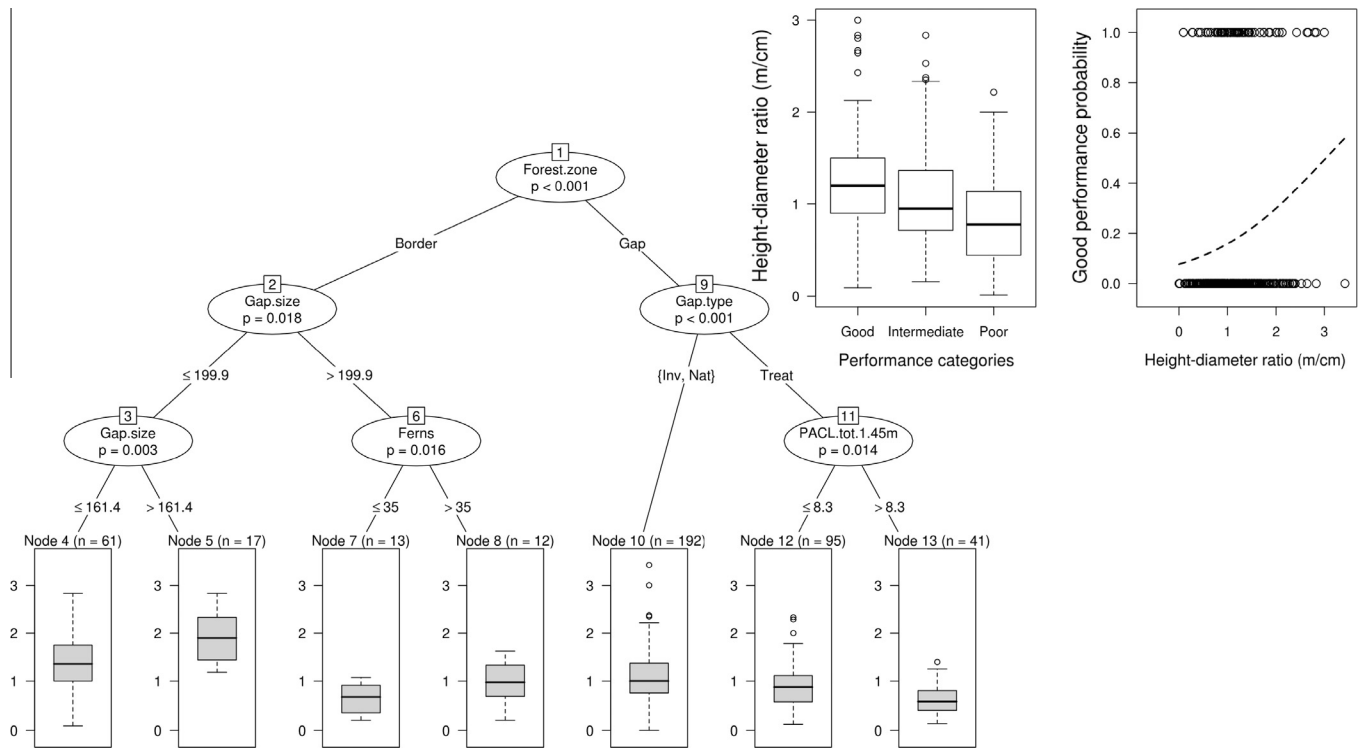 1
Forest.zone
p < 0.001
Border
Gap
2
Gap.size
p = 0.018
9
Gap.type
p < 0.001
≤ 199.9
> 199.9
{Inv, Nat}
Treat
3
Gap.size
p = 0.003
6
Ferns
p = 0.016
11
PACL.tot.1.45m
p = 0.014
≤ 161.4
> 161.4
≤ 35
> 35
≤ 8.3
> 8.3
Node 4 (n = 61)
0
1
2
3
Node 5 (n = 17)
0
1
2
3
Node 7 (n = 13)
0
1
2
3
Node 8 (n = 12)
0
1
2
3
Node 10 (n = 192)
0
1
2
3
Node 12 (n = 95)
0
1
2
3
Node 13 (n = 41)
0
1
2
3
Height-diameter ratio (m/cm)
3
2
1
0
Good Intermediate Poor
Performance categories
Good performance probability
1.0
0.8
0.6
0.4
0.2
0.0
0 1 2 3
Height-diameter ratio (m/cm)